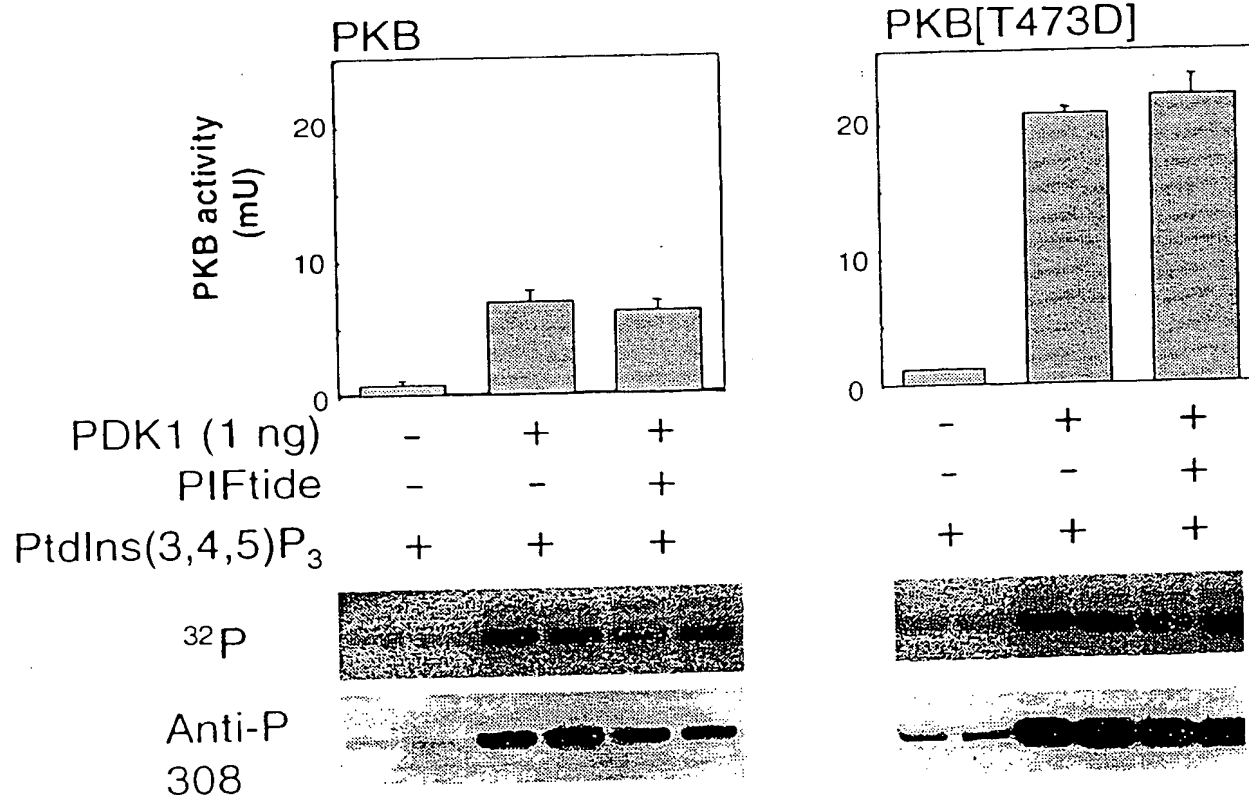 PKB
PKB[T473D]
PKB activity
(mU)
20
10
0
20
10
0
PDK1 (1 ng) - + + - + +
PIFtide - - + - - +
PtdIns(3,4,5)P3 + + + + + +
32P
Anti-P
308